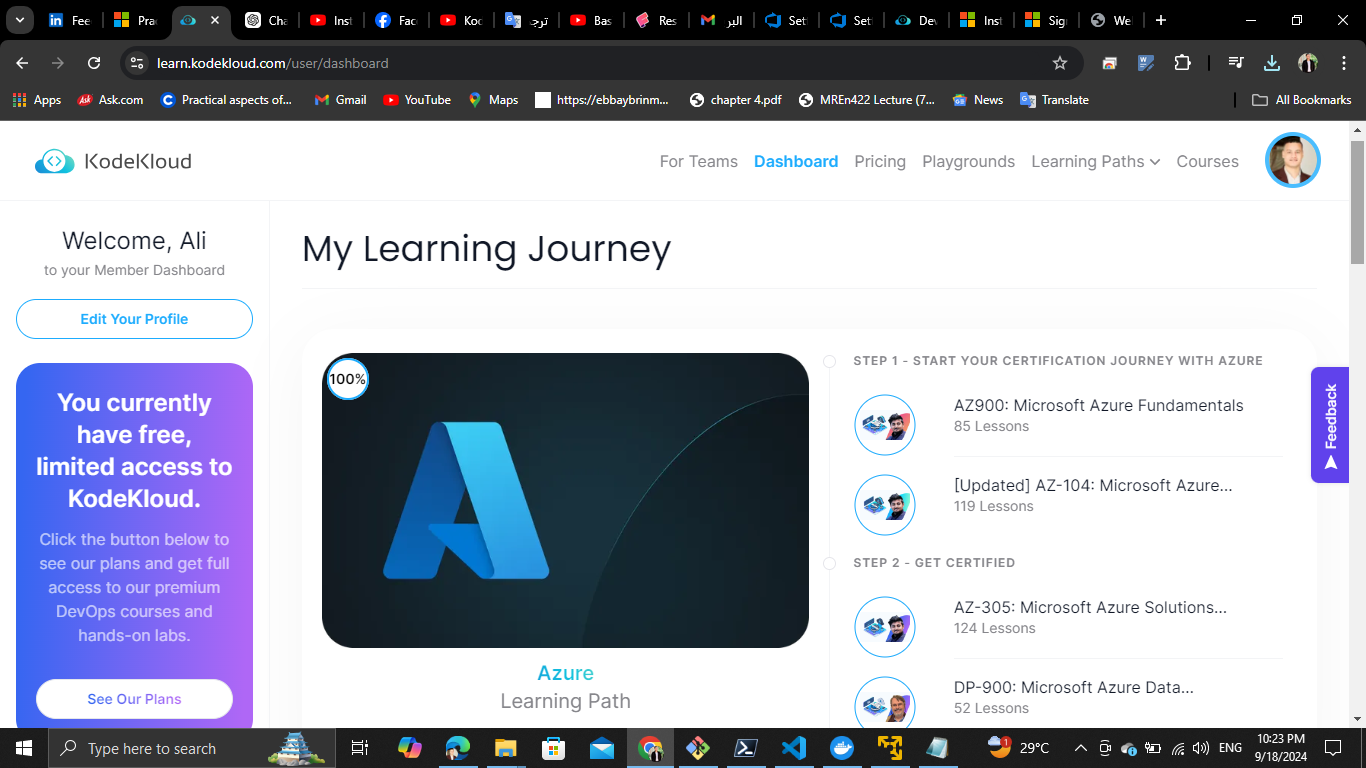 Fee
Pra
Cha
Inst
Fac
Koc
ترجـ
Bas
Res
البر
Set
Set
Dev
Inst
Sig
We
learn.kodekloud.com/user/dashboard
Apps
Ask.com
Practical aspects of...
Gmail
YouTube
Maps
https://ebbaybrinm...
chapter 4.pdf
MREn422 Lecture (7...
News
Translate
All Bookmarks
KodeKloud
For Teams
Dashboard
Pricing
Playgrounds
Learning Paths
Courses
Welcome, Ali
to your Member Dashboard
Edit Your Profile
You currently
have free,
limited access to
KodeKloud.
Click the button below to
see our plans and get full
access to our premium
DevOps courses and
hands-on labs.
See Our Plans
My Learning Journey
100%
Azure
Learning Path
STEP 1 - START YOUR CERTIFICATION JOURNEY WITH AZURE
AZ900: Microsoft Azure Fundamentals
85 Lessons
[Updated] AZ-104: Microsoft Azure...
119 Lessons
STEP 2 - GET CERTIFIED
AZ-305: Microsoft Azure Solutions...
124 Lessons
DP-900: Microsoft Azure Data...
52 Lessons
Feedback
Type here to search
29°C
ENG
10:23 PM
9/18/2024